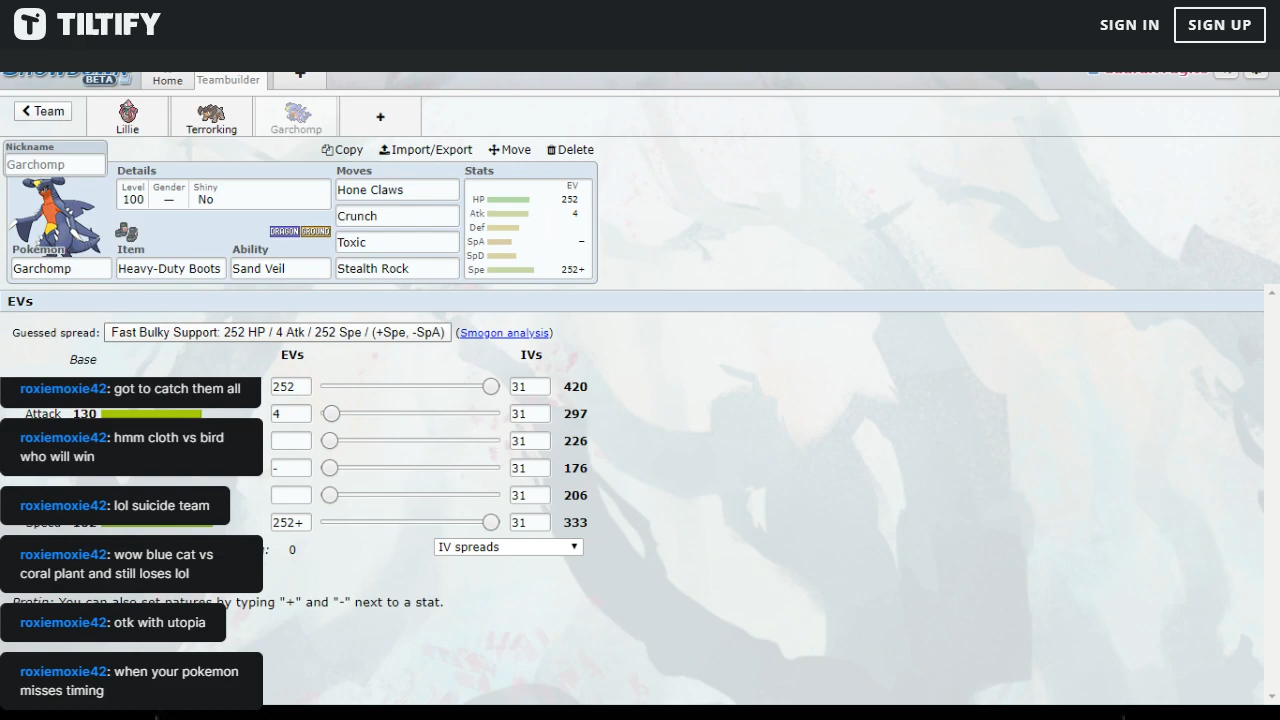 TILTIFY
SIGN IN
SIGN UP
BETA
Home
Teambuilder
+
Team
Lillie
Terrorking
Garchomp
+
Copy
Import/Export
Move
Delete
Nickname
Garchomp
Details
Level
100
Gender
—
Shiny
No
Pokémon
Garchomp
Item
Heavy-Duty Boots
DRAGON GROUND
Ability
Sand Veil
Moves
Hone Claws
Crunch
Toxic
Stealth Rock
Stats
EV
HP 252
Atk 4
Def
SpA –
SpD
Spe 252+
EVs
Guessed spread: Fast Bulky Support: 252 HP / 4 Atk / 252 Spe / (+Spe, -SpA) (Smogon analysis)
Base
EVs
IVs
252 31 420
Attack 130 4 31 297
31 226
- 31 176
31 206
252+ 31 333
0
IV spreads
Protip: You can also set natures by typing "+" and "-" next to a stat.
roxiemoxie42: got to catch them all
roxiemoxie42: hmm cloth vs bird
who will win
roxiemoxie42: lol suicide team
roxiemoxie42: wow blue cat vs
coral plant and still loses lol
roxiemoxie42: otk with utopia
roxiemoxie42: when your pokemon
misses timing